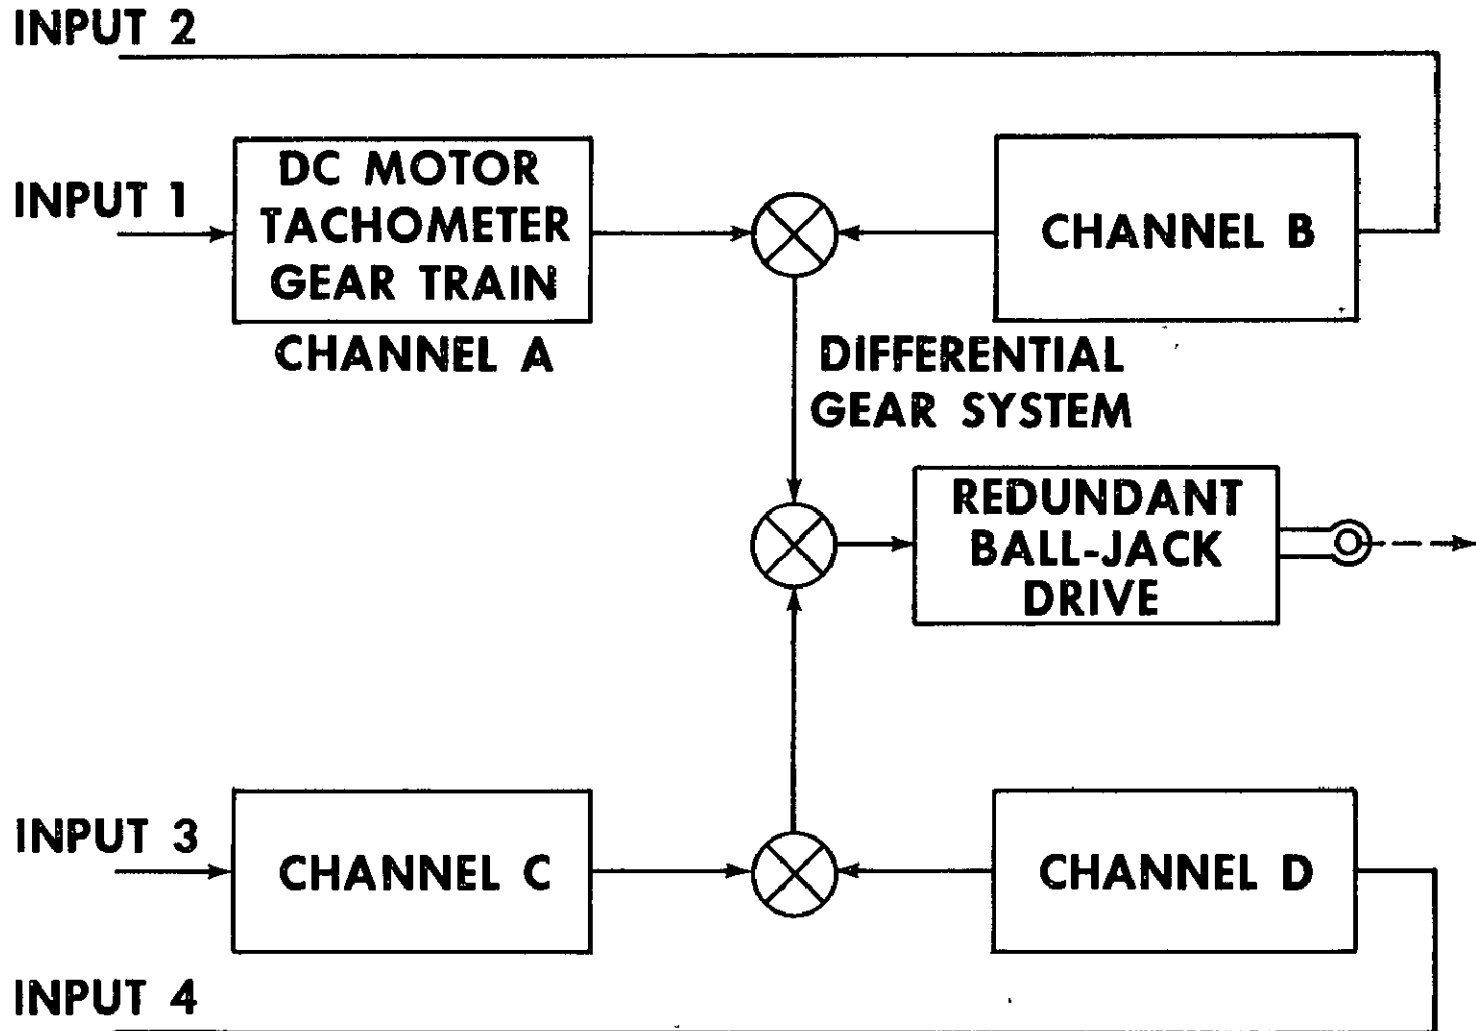 INPUT 2
INPUT 1
DC MOTOR
TACHOMETER
GEAR TRAIN
CHANNEL A
CHANNEL B
DIFFERENTIAL
GEAR SYSTEM
REDUNDANT
BALL-JACK
DRIVE
INPUT 3
CHANNEL C
CHANNEL D
INPUT 4